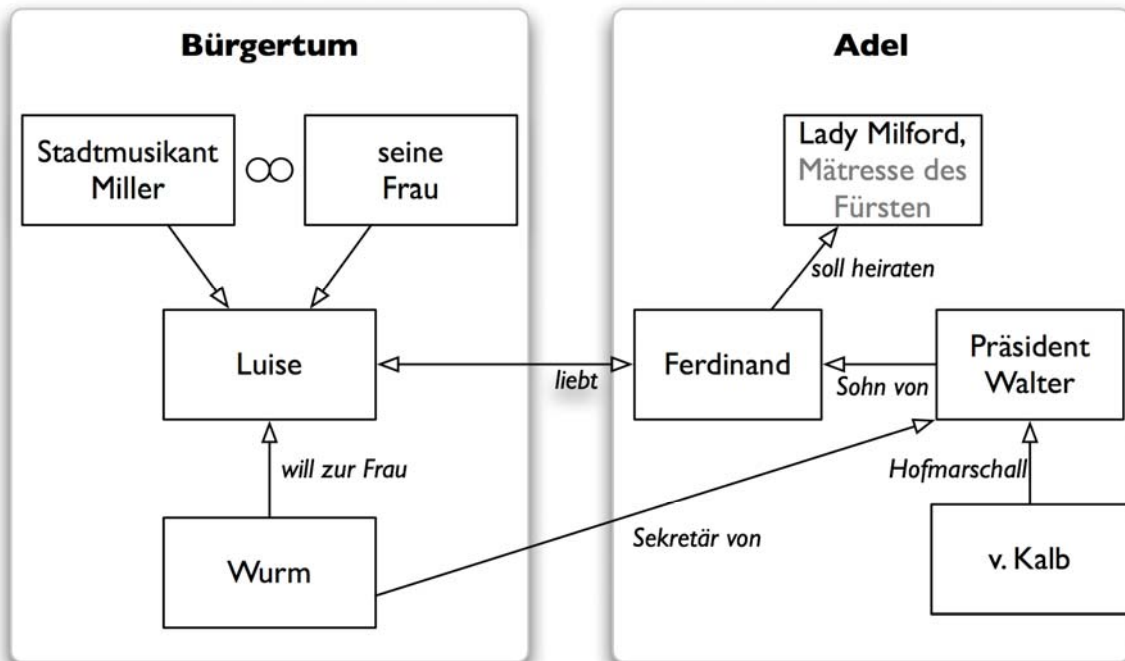 Bürgertum
Stadtmusikant
Miller
seine
Frau
Luise
will zur Frau
Wurm
liebt
Adel
Lady Milford,
Mätresse des
Fürsten
soll heiraten
Ferdinand
Sohn von
Präsident
Walter
Hofmarschall
Sekretär von
v. Kalb